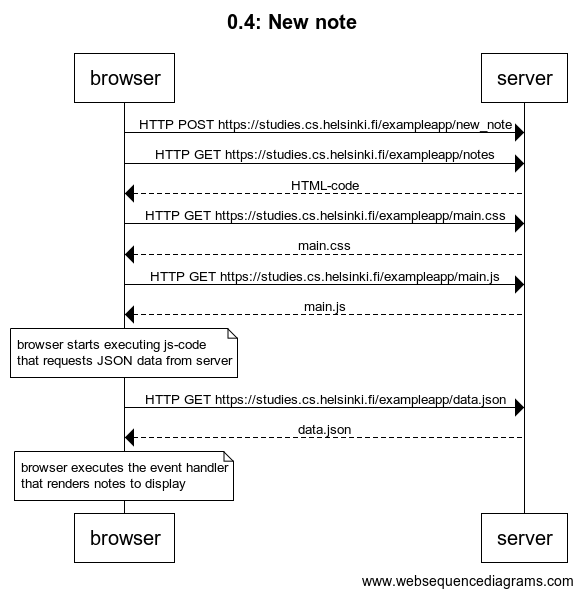 0.4: New note
browser
server
HTTP POST https://studies.cs.helsinki.fi/exampleapp/new_note
HTTP GET https://studies.cs.helsinki.fi/exampleapp/notes
HTML-code
HTTP GET https://studies.cs.helsinki.fi/exampleapp/main.css
main.css
HTTP GET https://studies.cs.helsinki.fi/exampleapp/main.js
main.js
browser starts executing js-code
that requests JSON data from server
HTTP GET https://studies.cs.helsinki.fi/exampleapp/data.json
data.json
browser executes the event handler
that renders notes to display
browser
server
www.websequencediagrams.com